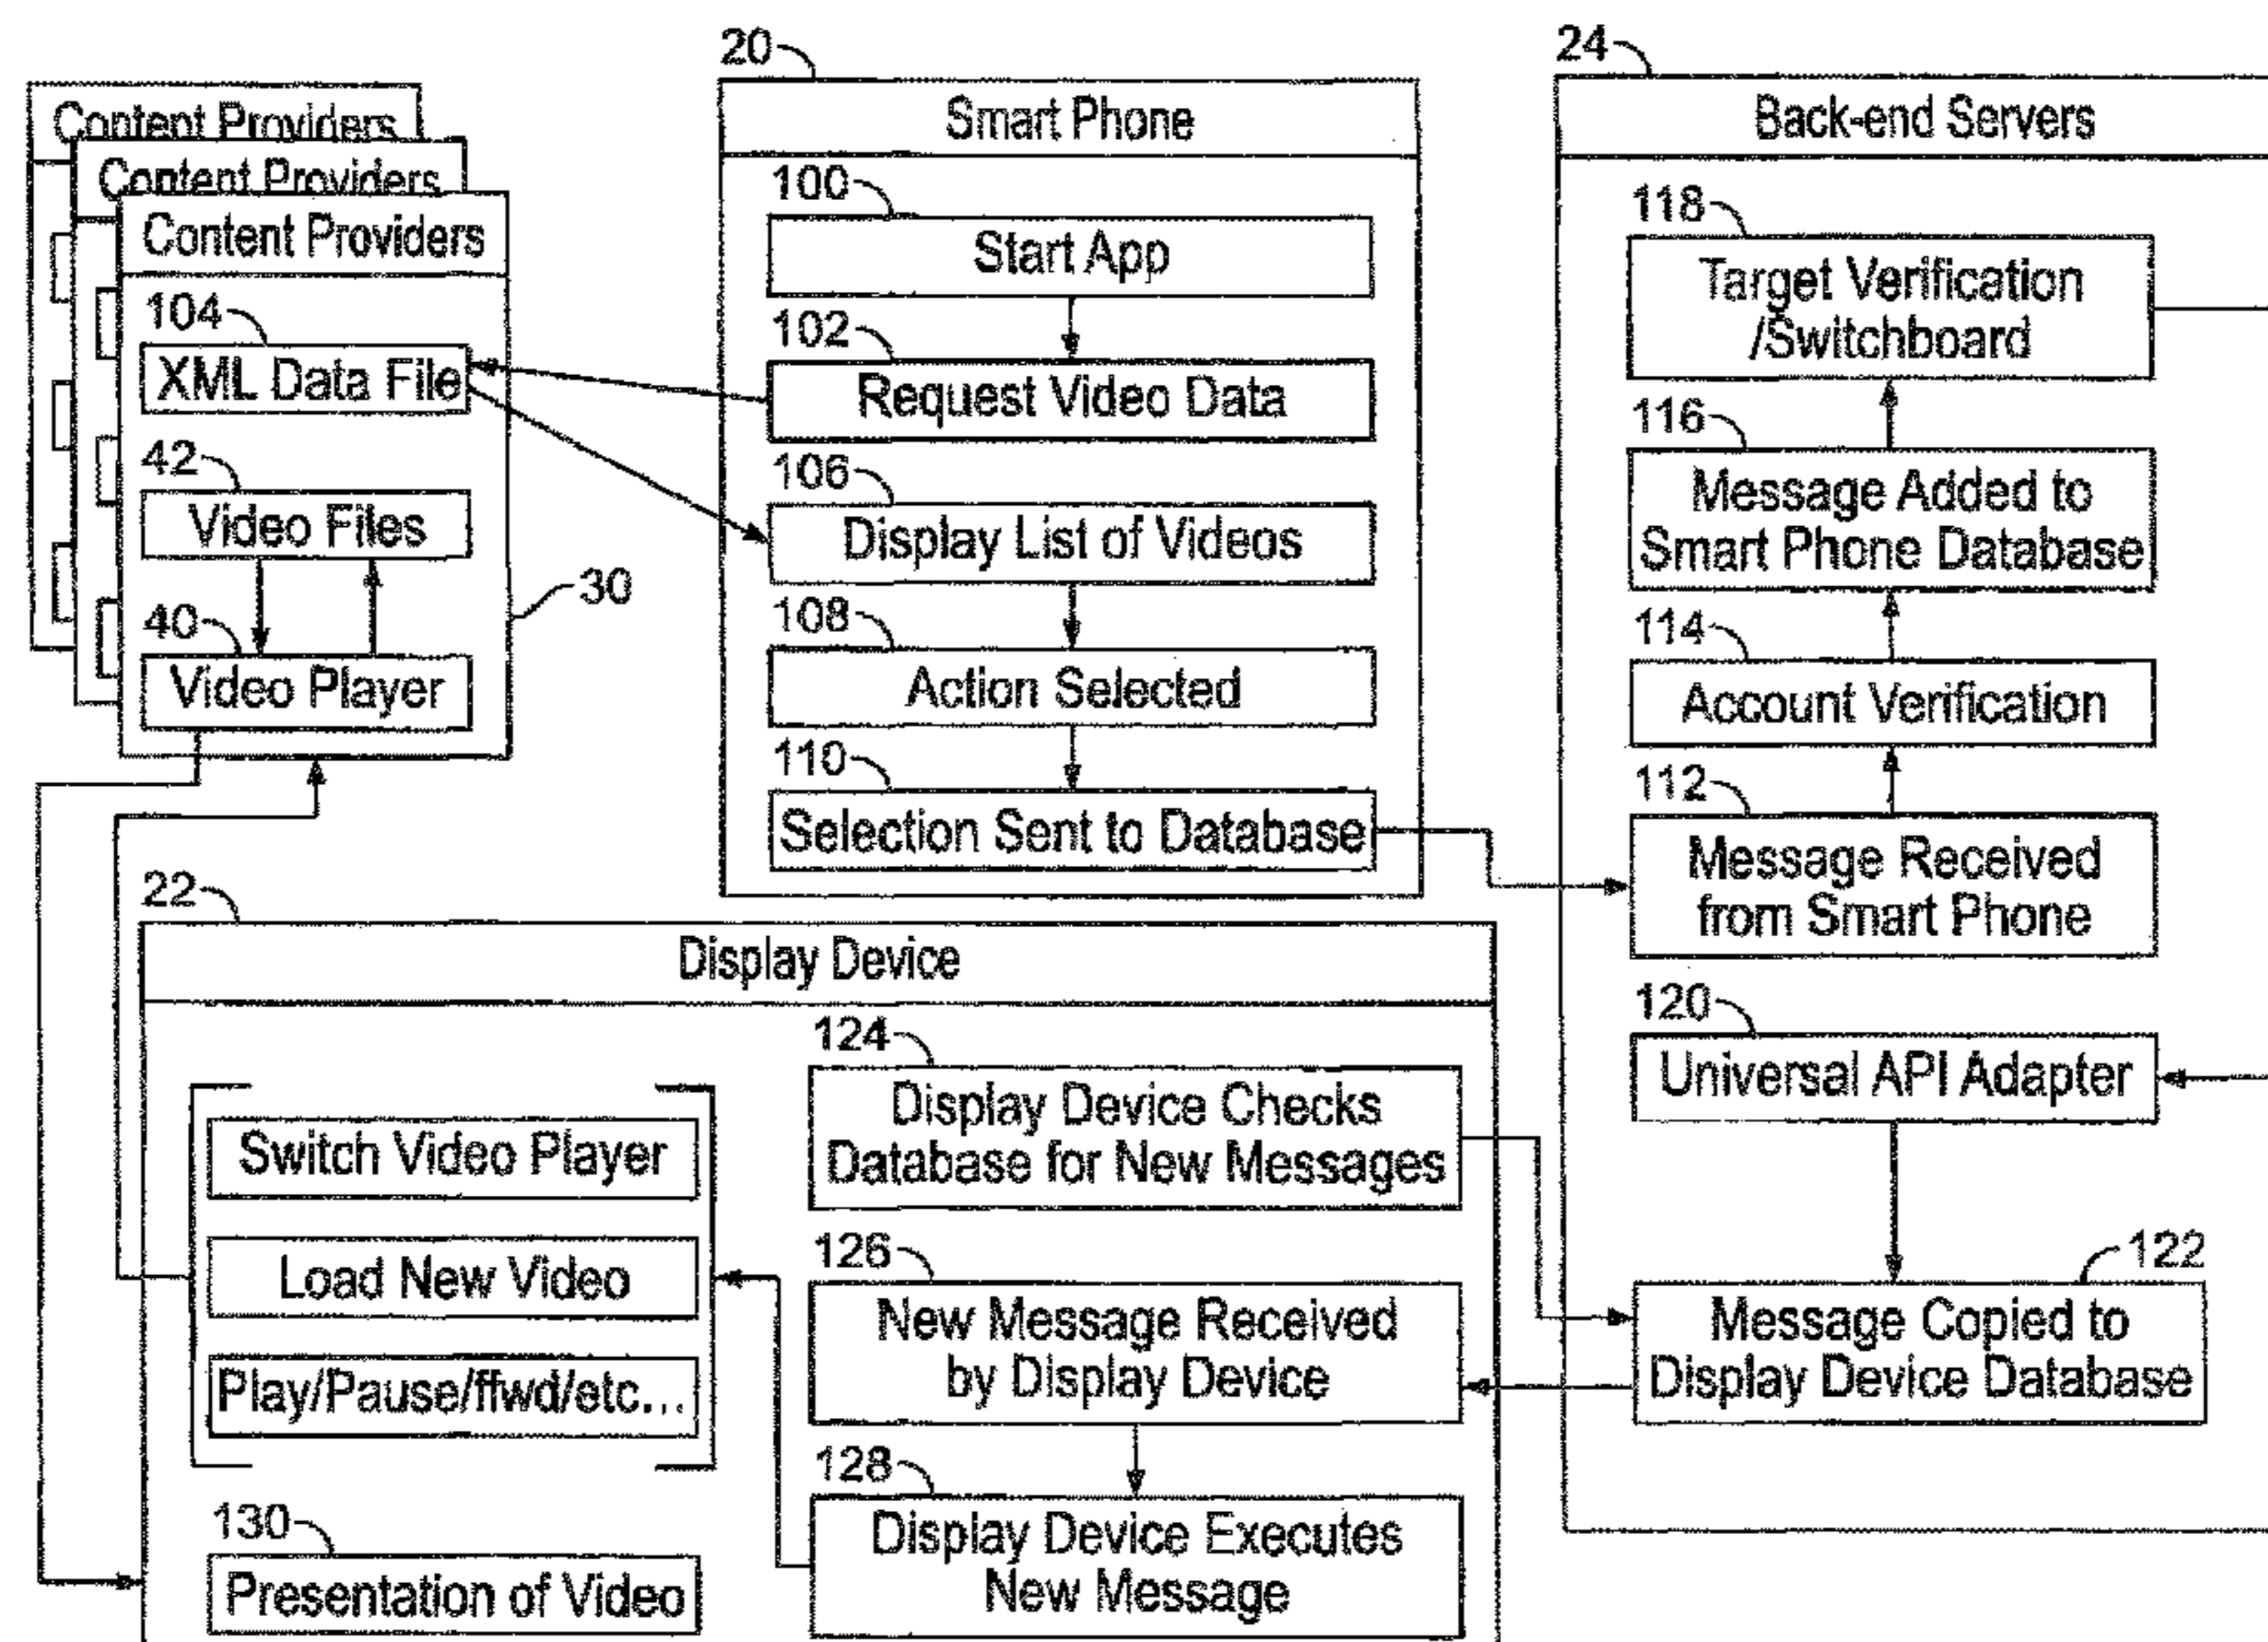 Content Providers
Content Providers
Content Providers
104
XML Data File
42
Video Files
40
Video Player
30
20
Smart Phone
100
Start App
102
Request Video Data
106
Display List of Videos
108
Action Selected
110
Selection Sent to Database
24
Back-end Servers
118
Target Verification
/Switchboard
116
Message Added to
Smart Phone Database
114
Account Verification
112
Message Received
from Smart Phone
120
Universal API Adapter
122
Message Copied to
Display Device Database
22
Display Device
124
Display Device Checks
Database for New Messages
126
New Message Received
by Display Device
128
Display Device Executes
New Message
Switch Video Player
Load New Video
Play/Pause/ffwd/etc...
130
Presentation of Video